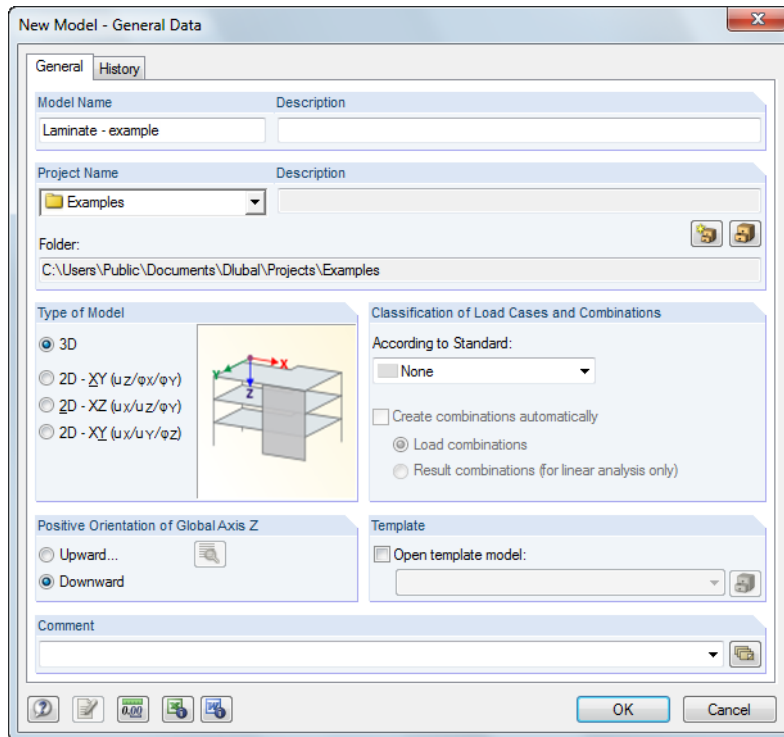 New Model - General Data
General History
Model Name Description
Laminate - example
Project Name Description
Examples
Folder:
C:\Users\Public\Documents\Dlubal\Projects\Examples
Type of Model
3D
2D - XY (uz/φx/φY)
2D - XZ (ux/uz/φY)
2D - XY (ux/uY/φz)
X
Y
Z
Classification of Load Cases and Combinations
According to Standard:
None
Create combinations automatically
Load combinations
Result combinations (for linear analysis only)
Positive Orientation of Global Axis Z
Upward...
Downward
Template
Open template model:
Comment
0.00
OK Cancel